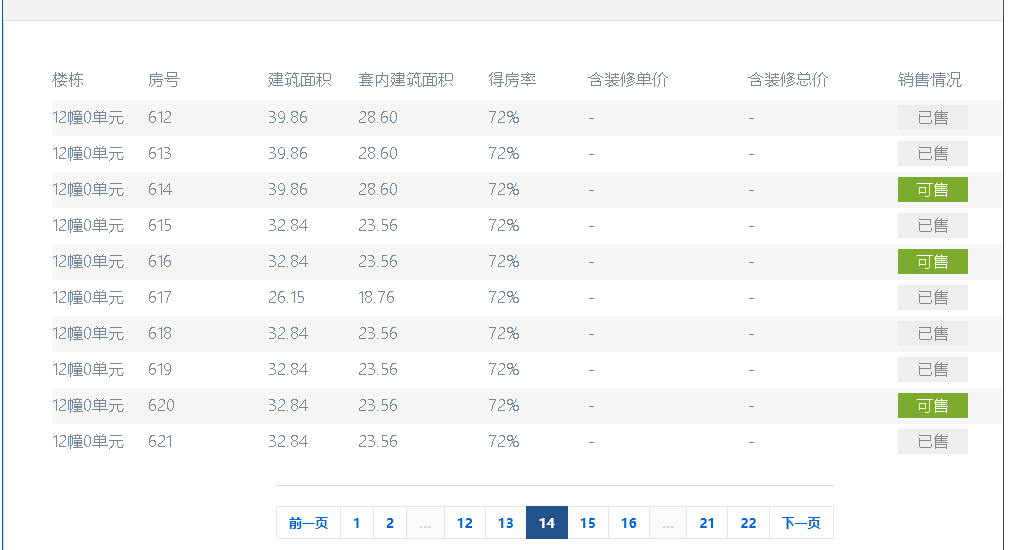 楼栋 房号 建筑面积 套内建筑面积 得房率 含装修单价 含装修总价 销售情况
12幢0单元 612 39.86 28.60 72% - - 已售
12幢0单元 613 39.86 28.60 72% - - 已售
12幢0单元 614 39.86 28.60 72% - - 可售
12幢0单元 615 32.84 23.56 72% - - 已售
12幢0单元 616 32.84 23.56 72% - - 可售
12幢0单元 617 26.15 18.76 72% - - 已售
12幢0单元 618 32.84 23.56 72% - - 已售
12幢0单元 619 32.84 23.56 72% - - 已售
12幢0单元 620 32.84 23.56 72% - - 可售
12幢0单元 621 32.84 23.56 72% - - 已售
前一页 1 2 ... 12 13 14 15 16 ... 21 22 下一页